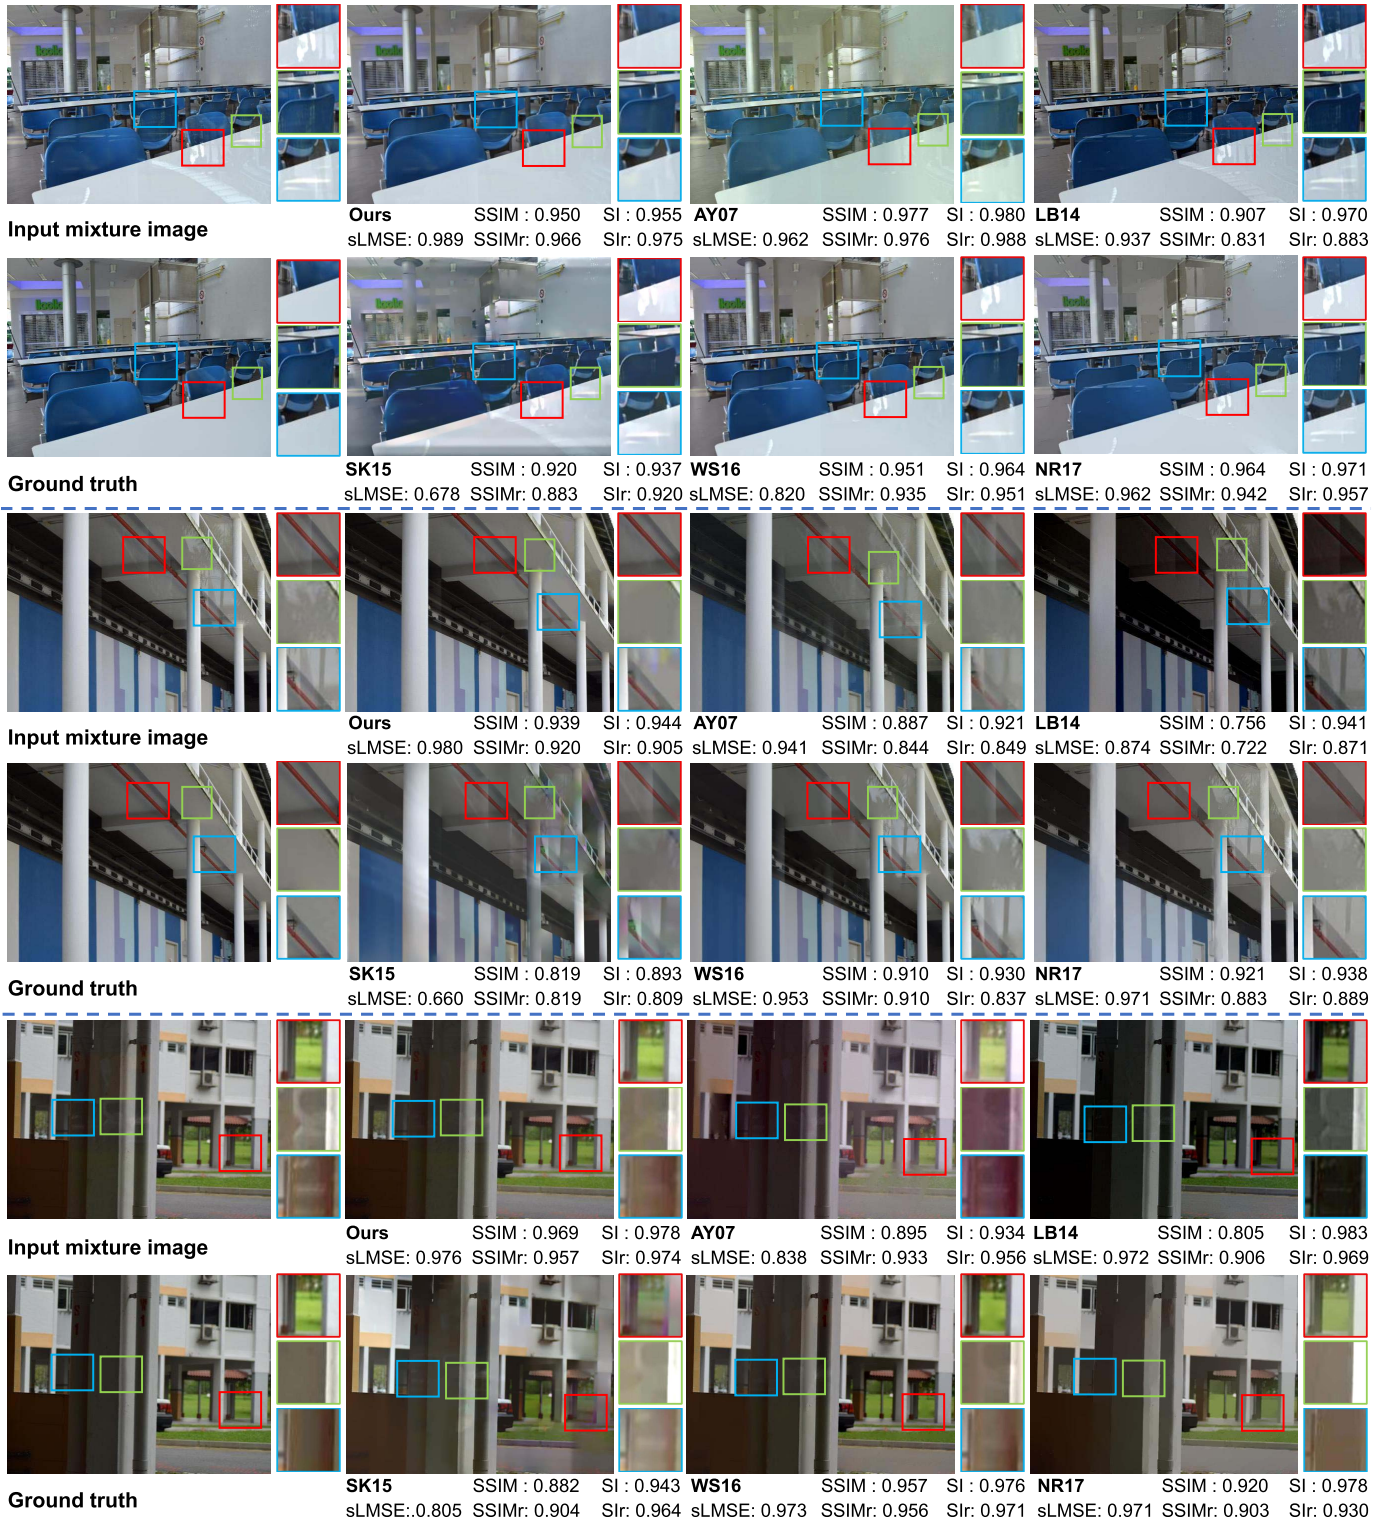 Ours SSIM : 0.950 SI : 0.955 AY07 SSIM : 0.977 SI : 0.980 LB14 SSIM : 0.907 SI : 0.970
Input mixture image
sLMSE: 0.989 SSIMr: 0.966 SIr: 0.975 sLMSE: 0.962 SSIMr: 0.976 SIr: 0.988 sLMSE: 0.937 SSIMr: 0.831 SIr: 0.883
SK15 SSIM : 0.920 SI : 0.937 WS16 SSIM : 0.951 SI : 0.964 NR17 SSIM : 0.964 SI : 0.971
Ground truth
sLMSE: 0.678 SSIMr: 0.883 SIr: 0.920 sLMSE: 0.820 SSIMr: 0.935 SIr: 0.951 sLMSE: 0.962 SSIMr: 0.942 SIr: 0.957
Ours SSIM : 0.939 SI : 0.944 AY07 SSIM : 0.887 SI : 0.921 LB14 SSIM : 0.756 SI : 0.941
Input mixture image
sLMSE: 0.980 SSIMr: 0.920 SIr: 0.905 sLMSE: 0.941 SSIMr: 0.844 SIr: 0.849 sLMSE: 0.874 SSIMr: 0.722 SIr: 0.871
SK15 SSIM : 0.819 SI : 0.893 WS16 SSIM : 0.910 SI : 0.930 NR17 SSIM : 0.921 SI : 0.938
Ground truth
sLMSE: 0.660 SSIMr: 0.819 SIr: 0.809 sLMSE: 0.953 SSIMr: 0.910 SIr: 0.837 sLMSE: 0.971 SSIMr: 0.883 SIr: 0.889
Ours SSIM : 0.969 SI : 0.978 AY07 SSIM : 0.895 SI : 0.934 LB14 SSIM : 0.805 SI : 0.983
Input mixture image
sLMSE: 0.976 SSIMr: 0.957 SIr: 0.974 sLMSE: 0.838 SSIMr: 0.933 SIr: 0.956 sLMSE: 0.972 SSIMr: 0.906 SIr: 0.969
SK15 SSIM : 0.882 SI : 0.943 WS16 SSIM : 0.957 SI : 0.976 NR17 SSIM : 0.920 SI : 0.978
Ground truth
sLMSE:..0.805 SSIMr: 0.904 SIr: 0.964 sLMSE: 0.973 SSIMr: 0.956 SIr: 0.971 sLMSE: 0.971 SSIMr: 0.903 SIr: 0.930